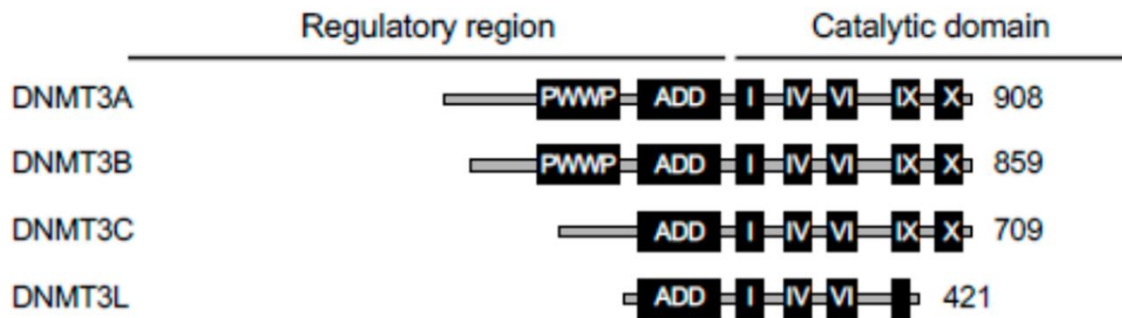 Regulatory region Catalytic domain
DNMT3A PWWP ADD I IV VI IX X 908
DNMT3B PWWP ADD I IV VI IX X 859
DNMT3C ADD I IV VI IX X 709
DNMT3L ADD I IV VI 421